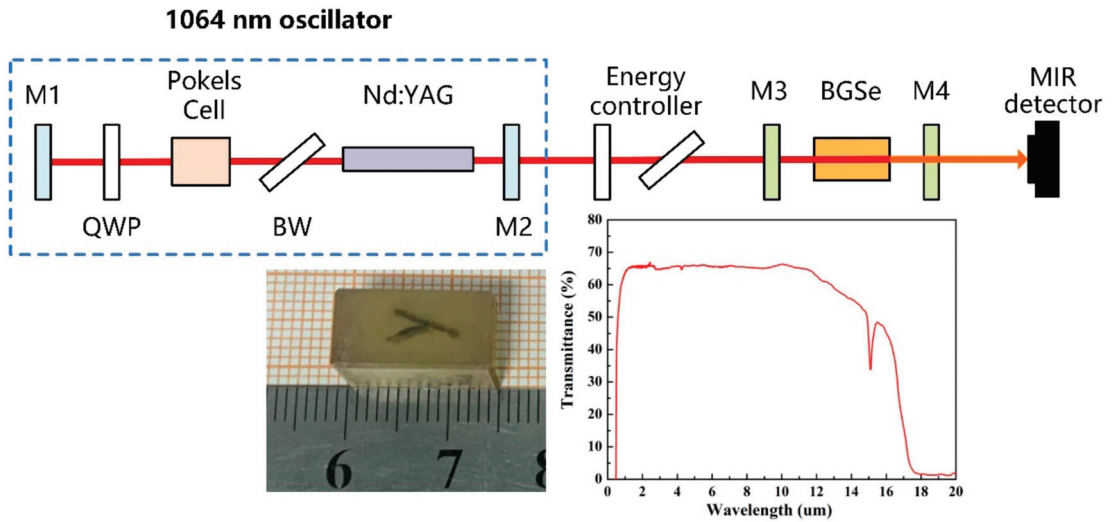 1064 nm oscillator
M1
Pokels
Cell
Nd:YAG
Energy
controller
M3
BGSe
M4
MIR
detector
QWP
BW
M2
6
7
8
Transmittance (%)
80
70
60
50
40
30
20
10
0
0 2 4 6 8 10 12 14 16 18 20
Wavelength (um)